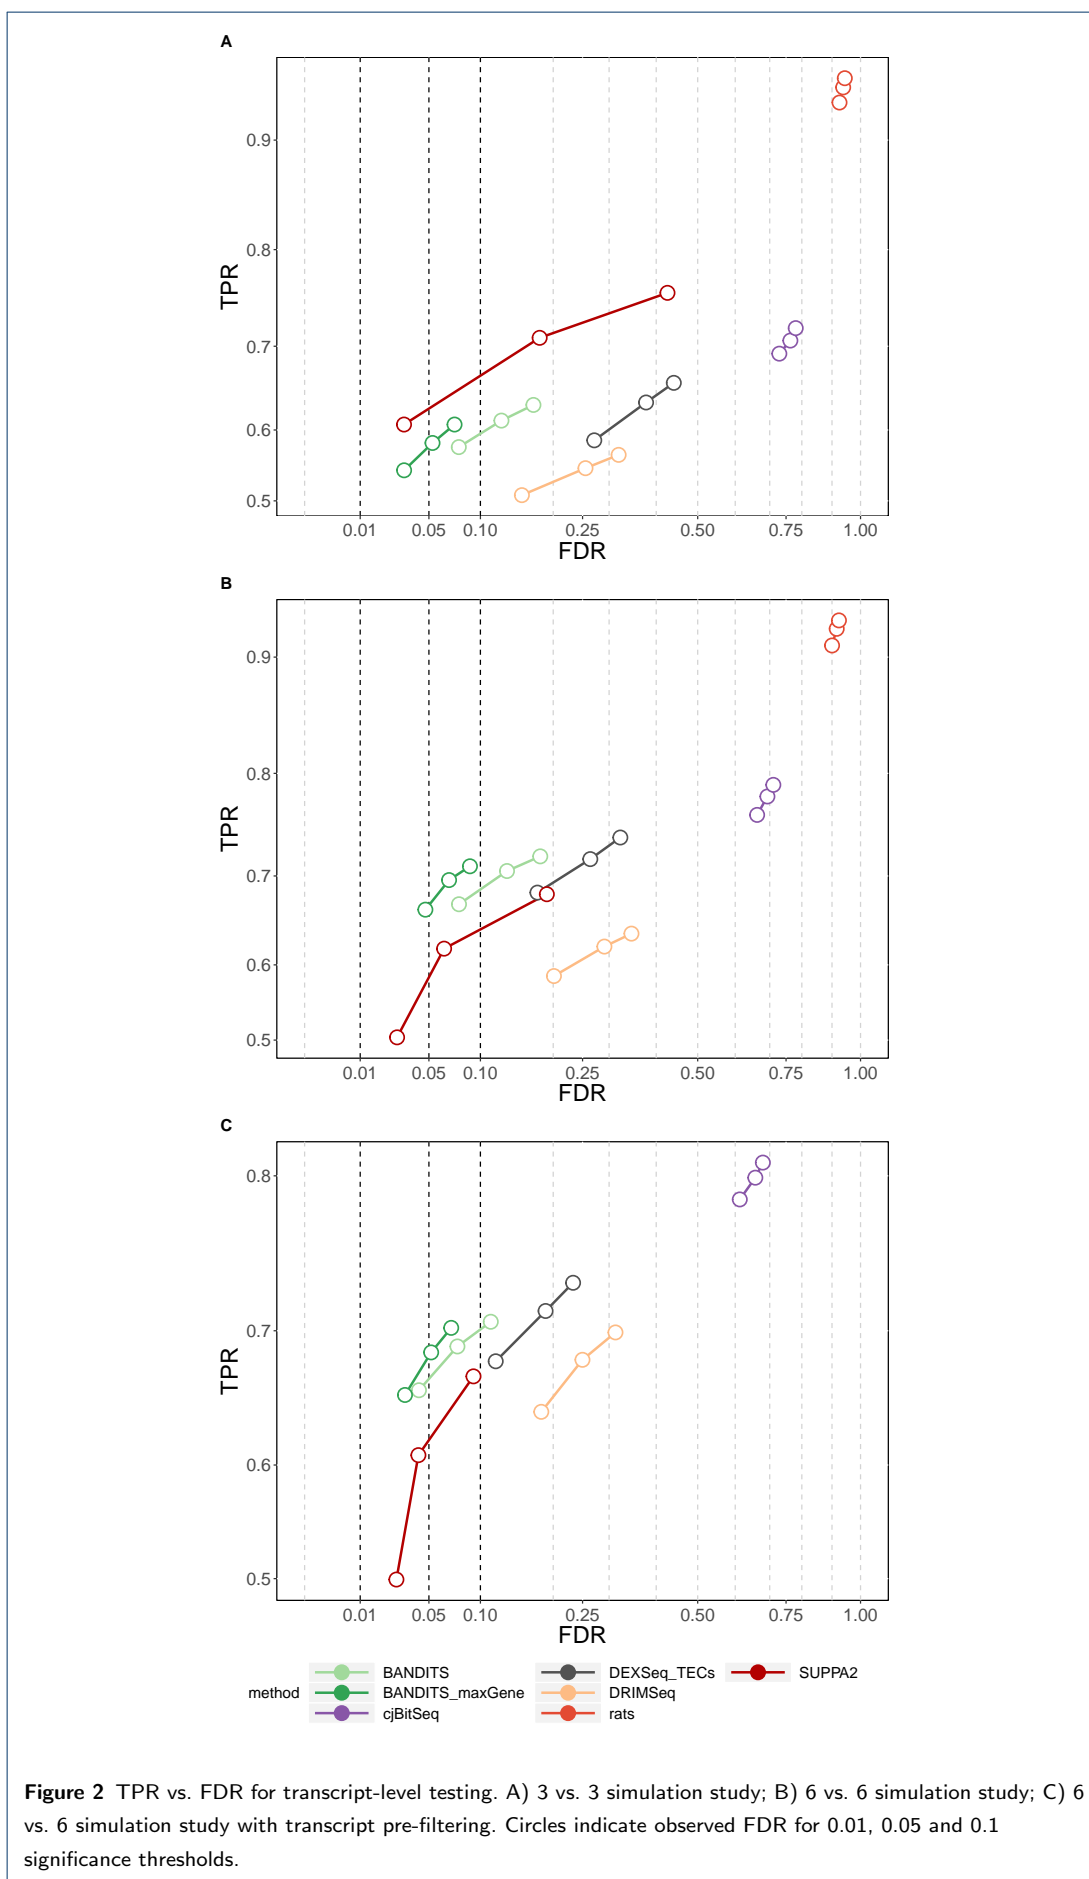 A
TPR
0.9
0.8
0.7
0.6
0.5
0.01 0.05 0.10 0.25 0.50 0.75 1.00
FDR
B
TPR
0.9
0.8
0.7
0.6
0.5
0.01 0.05 0.10 0.25 0.50 0.75 1.00
FDR
C
TPR
0.8
0.7
0.6
0.5
0.01 0.05 0.10 0.25 0.50 0.75 1.00
FDR
method
BANDITS
BANDITS_maxGene
cjBitSeq
DEXSeq_TECs
DRIMSeq
rats
SUPPA2
Figure 2 TPR vs. FDR for transcript-level testing. A) 3 vs. 3 simulation study; B) 6 vs. 6 simulation study; C) 6
vs. 6 simulation study with transcript pre-filtering. Circles indicate observed FDR for 0.01, 0.05 and 0.1
significance thresholds.